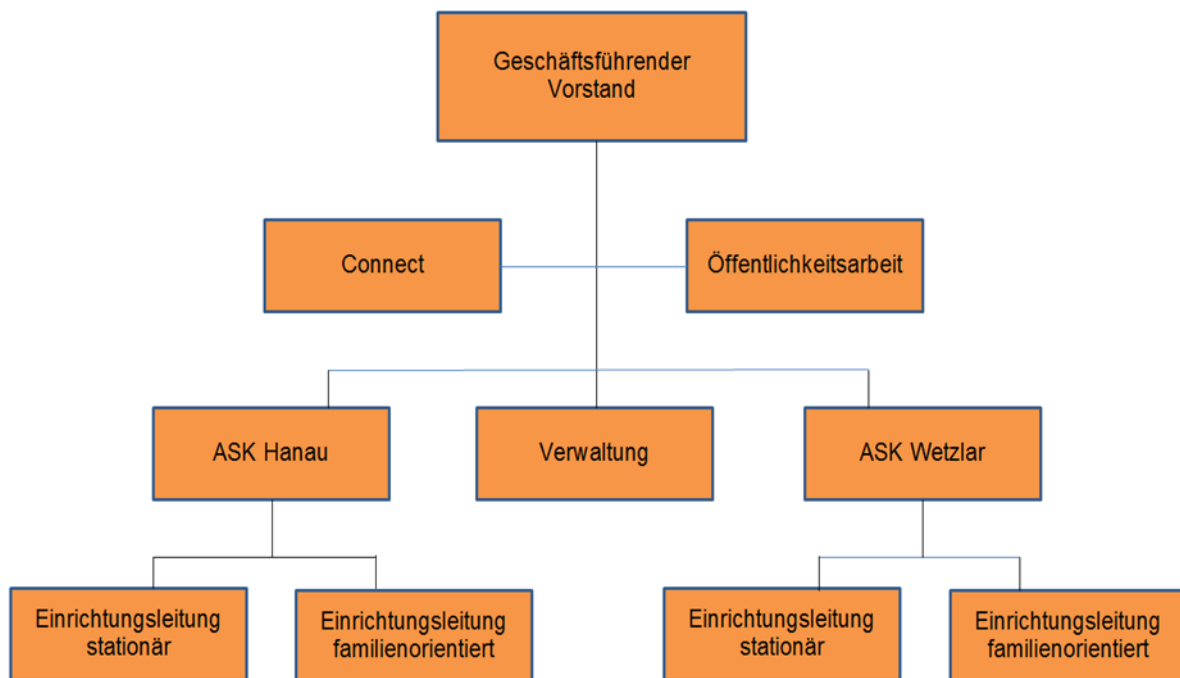 Geschäftsführender
Vorstand
Connect
Öffentlichkeitsarbeit
ASK Hanau
Verwaltung
ASK Wetzlar
Einrichtungsleitung
stationär
Einrichtungsleitung
familienorientiert
Einrichtungsleitung
stationär
Einrichtungsleitung
familienorientiert